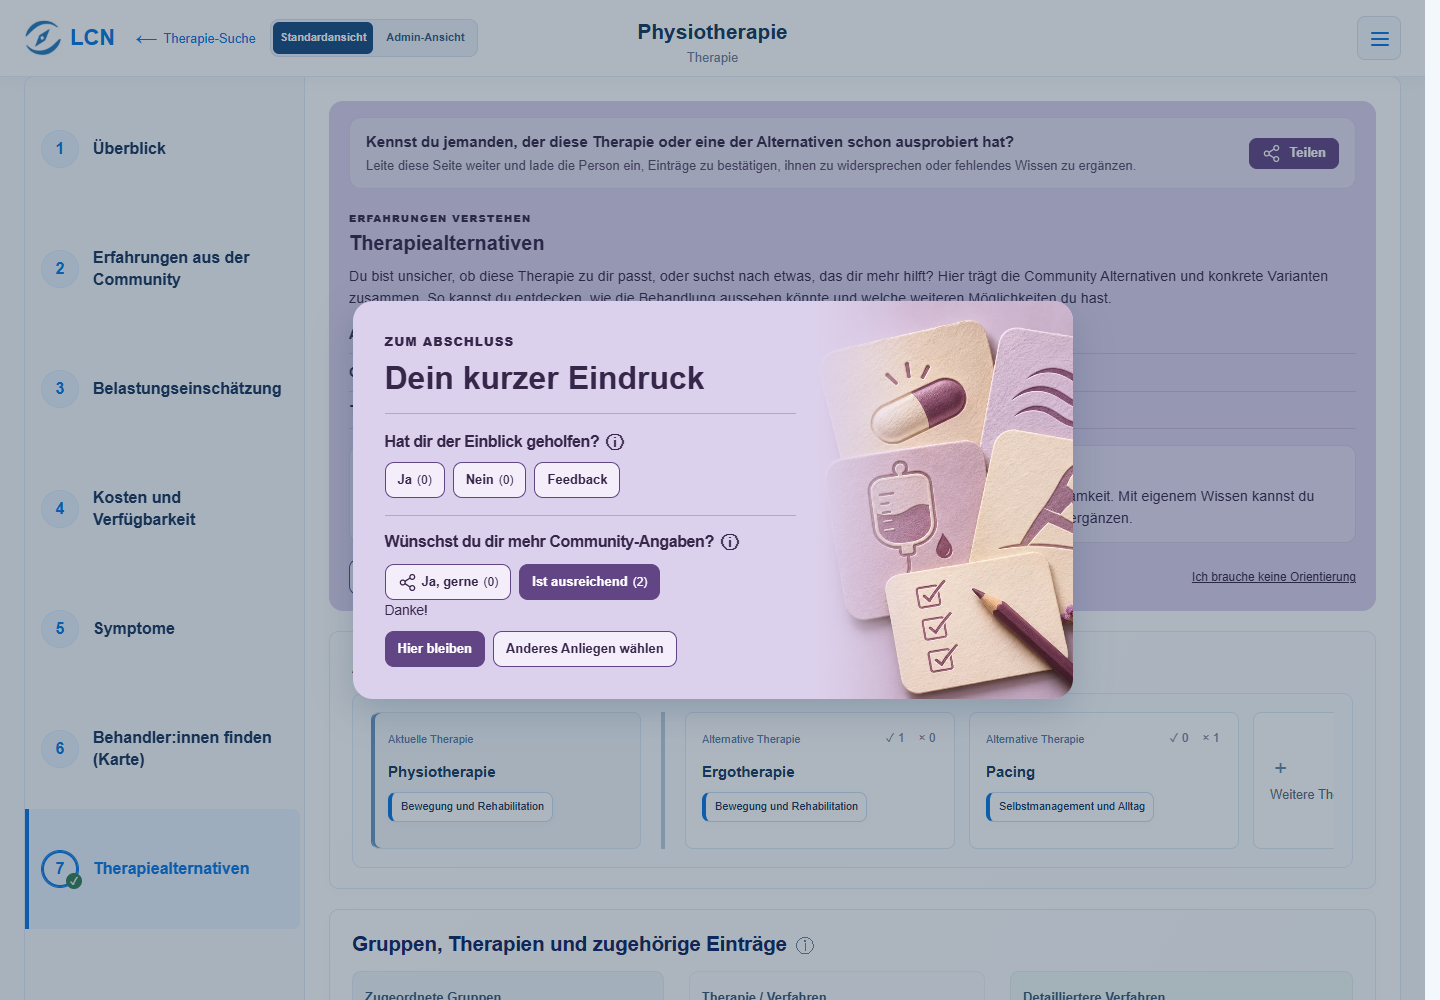 LCN
Therapie-Suche
Standardansicht
Admin-Ansicht
Physiotherapie
Therapie
1
Überblick
2
Erfahrungen aus der
Community
3
Belastungseinschätzung
4
Kosten und
Verfügbarkeit
5
Symptome
6
Behandler:innen finden
(Karte)
7
Therapiealternativen
Kennst du jemanden, der diese Therapie oder eine der Alternativen schon ausprobiert hat?
Leite diese Seite weiter und lade die Person ein, Einträge zu bestätigen, ihnen zu widersprechen oder fehlendes Wissen zu ergänzen.
Teilen
ERFAHRUNGEN VERSTEHEN
Therapiealternativen
Du bist unsicher, ob diese Therapie zu dir passt, oder suchst nach etwas, das dir mehr hilft? Hier trägt die Community Alternativen und konkrete Varianten
zusammen. So kannst du entdecken, wie die Behandlung aussehen könnte und welche weiteren Möglichkeiten du hast.
Mit eigenem Wissen kannst du
ergänzen.
Ich brauche keine Orientierung
ZUM ABSCHLUSS
Dein kurzer Eindruck
Hat dir der Einblick geholfen?
Ja (0)
Nein (0)
Feedback
Wünschst du dir mehr Community-Angaben?
Ja, gerne (0)
Ist ausreichend (2)
Danke!
Hier bleiben
Anderes Anliegen wählen
Aktuelle Therapie
Physiotherapie
Bewegung und Rehabilitation
Alternative Therapie
✓ 1 × 0
Ergotherapie
Bewegung und Rehabilitation
Alternative Therapie
✓ 0 × 1
Pacing
Selbstmanagement und Alltag
+
Weitere Th
Gruppen, Therapien und zugehörige Einträge
Zugeordnete Gruppen
Therapie / Verfahren
Detailliertere Verfahren